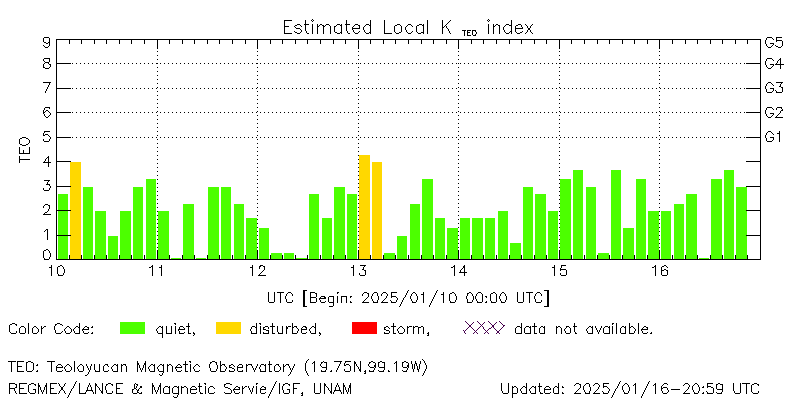 Estimated Local K TEO index
9 G5
8 G4
7 G3
6 G2
5 G1
4
3
2
1
0
TEO
10 11 12 13 14 15 16
UTC [Begin: 2025/01/10 00:00 UTC]
Color Code: quiet, disturbed, storm, data not available.
TEO: Teoloyucan Magnetic Observatory (19.75N,99.19W)
REGMEX/LANCE & Magnetic Servie/IGF, UNAM Updated: 2025/01/16-20:59 UTC